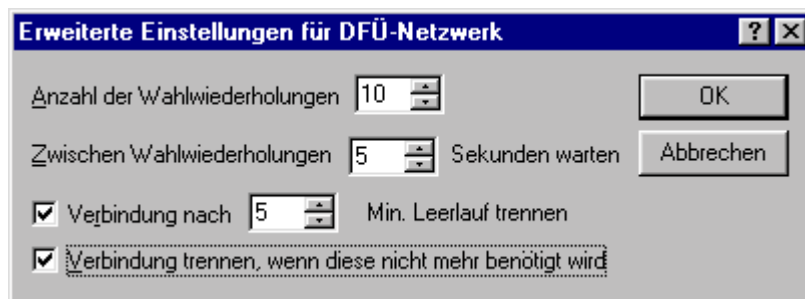 Erweiterte Einstellungen für DFÜ-Netzwerk
Anzahl der Wahlwiederholungen 10 OK
Zwischen Wahlwiederholungen 5 Sekunden warten Abbrechen
Verbindung nach 5 Min. Leerlauf trennen
Verbindung trennen, wenn diese nicht mehr benötigt wird